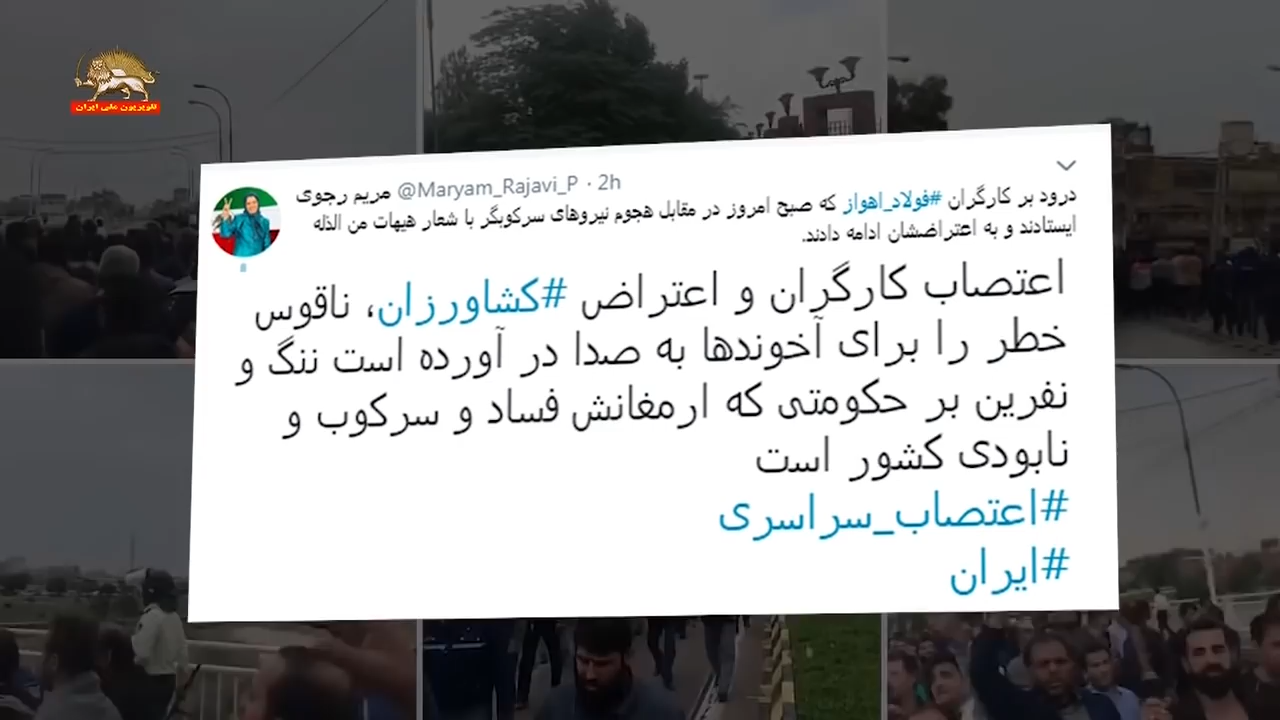 تلویزیون ملی ایران
مریم رجوی @Maryam_Rajavi_P · 2h
درود بر کارگران #فولاد_اهواز که صبح امروز در مقابل هجوم نیروهای سرکوبگر با شعار هیهات من الذله
ایستادند و به اعتراضشان ادامه دادند.
اعتصاب کارگران و اعتراض #کشاورزان، ناقوس
خطر را برای آخوندها به صدا در آورده است ننگ و
نفرین بر حکومتی که ارمغانش فساد و سرکوب و
نابودی کشور است
#اعتصاب_سراسری
#ایران